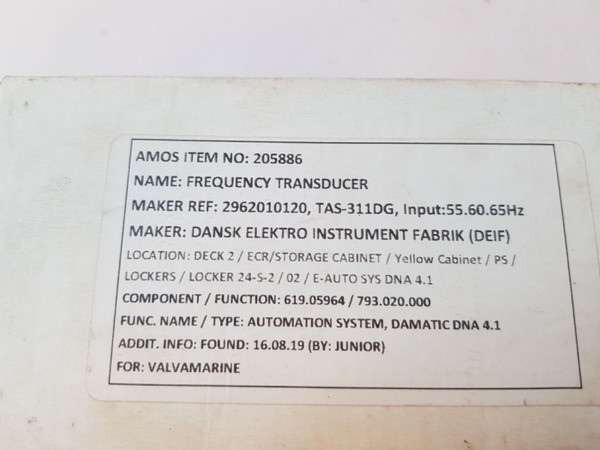 AMOS ITEM NO: 205886
NAME: FREQUENCY TRANSDUCER
MAKER REF: 2962010120, TAS-311DG, Input:55.60.65Hz
MAKER: DANSK ELEKTRO INSTRUMENT FABRIK (DEIF)
LOCATION: DECK 2 / ECR/STORAGE CABINET / Yellow Cabinet / PS /
LOCKERS / LOCKER 24-S-2 / 02 / E-AUTO SYS DNA 4.1
COMPONENT / FUNCTION: 619.05964 / 793.020.000
FUNC. NAME / TYPE: AUTOMATION SYSTEM, DAMATIC DNA 4.1
ADDIT. INFO: FOUND: 16.08.19 (BY: JUNIOR)
FOR: VALVAMARINE